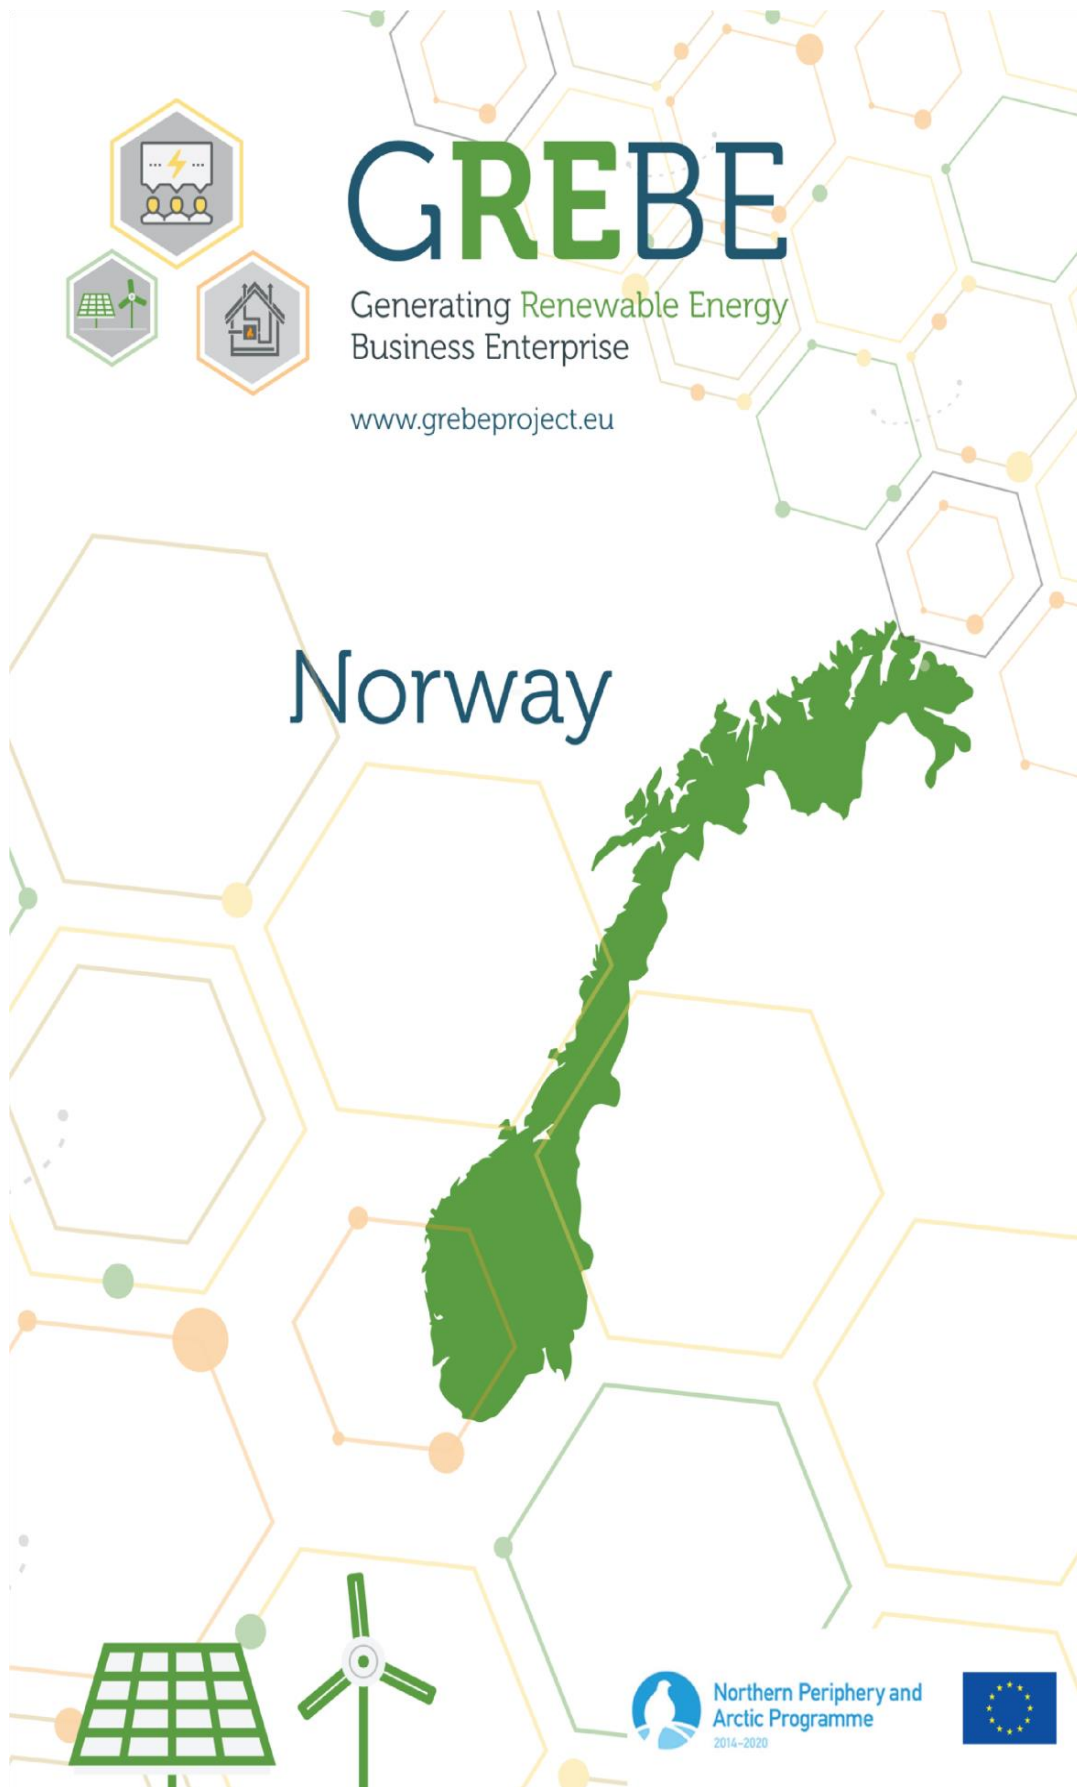 GREBE
Generating Renewable Energy
Business Enterprise
www.grebeproject.eu
Norway
Northern Periphery and
Arctic Programme
2014–2020